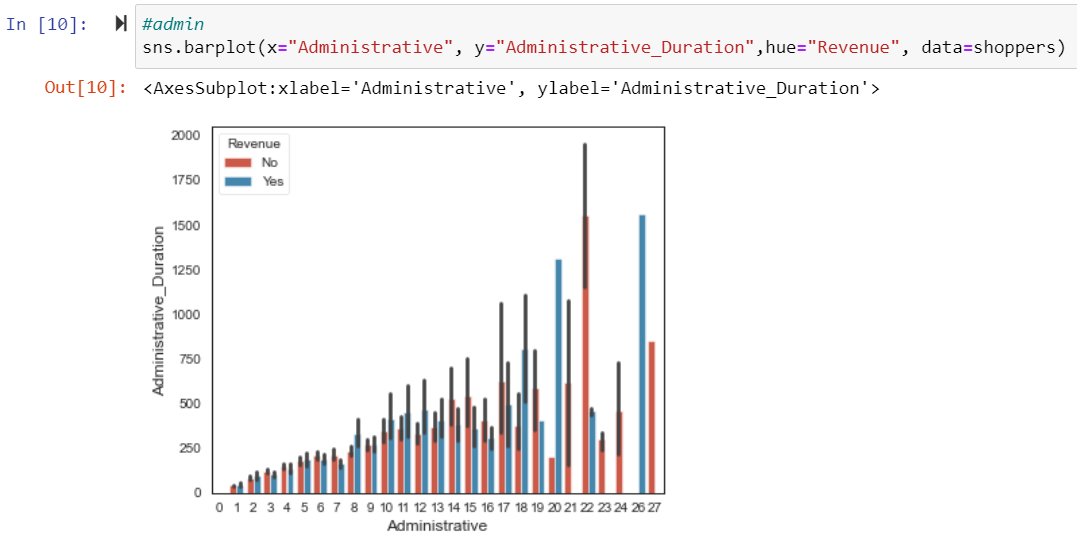 In [10]:
#admin
sns.barplot(x="Administrative", y="Administrative_Duration",hue="Revenue", data=shoppers)
Out[10]: <AxesSubplot:xlabel='Administrative', ylabel='Administrative_Duration'>
Revenue
No
Yes
2000
1750
1500
1250
1000
750
500
250
0
Administrative_Duration
0 1 2 3 4 5 6 7 8 9 10 11 12 13 14 15 16 17 18 19 20 21 22 23 24 26 27
Administrative